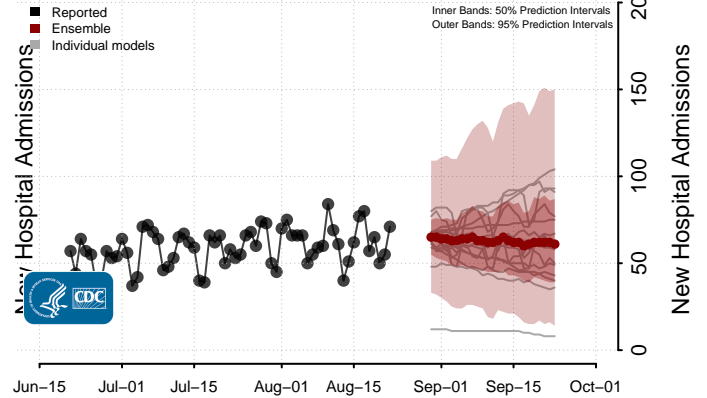 Reported
Ensemble
Individual models
Inner Bands: 50% Prediction Intervals
Outer Bands: 95% Prediction Intervals
New Hospital Admissions
CDC
0
50
100
150
20
New Hospital Admissions
Jun–15
Jul–01
Jul–15
Aug–01
Aug–15
Sep–01
Sep–15
Oct–01